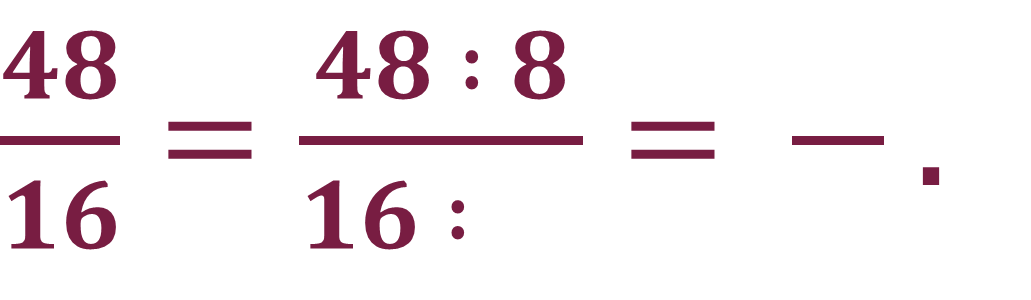 48/16 = 48 : 8/16 : = — .